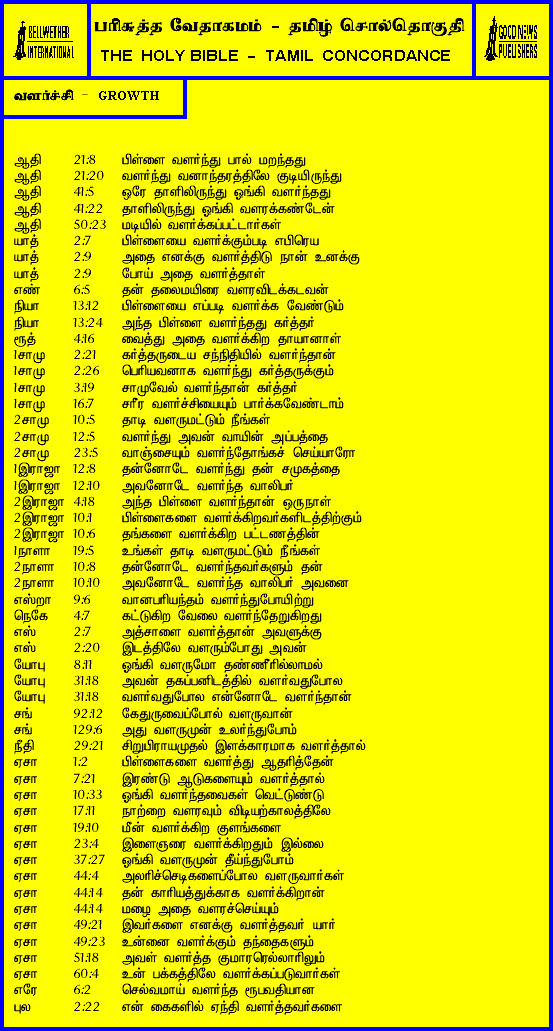 BELLWETHER
INTERNATIONAL
பரிசுத்த வேதாகமம் - தமிழ் சொல்தொகுதி
THE HOLY BIBLE - TAMIL CONCORDANCE
GOOD NEWS
PUBLISHERS
வளர்ச்சி - GROWTH
ஆதி 21:8 பிள்ளை வளர்ந்து பால் மறந்தது
ஆதி 21:20 வளர்ந்து வனாந்தரத்திலே குடியிருந்து
ஆதி 41:5 ஒரே தாளிலிருந்து ஓங்கி வளர்ந்தது
ஆதி 41:22 தாளிலிருந்து ஓங்கி வளரக்கண்டேன்
ஆதி 50:23 மடியில் வளர்க்கப்பட்டார்கள்
யாத் 2:7 பிள்ளையை வளர்க்கும்படி எபிரெய
யாத் 2:9 அதை எனக்கு வளர்த்திடு நான் உனக்கு
யாத் 2:9 போய் அதை வளர்த்தாள்
எண் 6:5 தன் தலைமயிரை வளரவிடக்கடவன்
நியா 13:12 பிள்ளையை எப்படி வளர்க்க வேண்டும்
நியா 13:24 அந்த பிள்ளை வளர்ந்தது கர்த்தர்
ரூத் 4:16 வைத்து அதை வளர்க்கிற தாயானாள்
1சாமு 2:21 கர்த்தருடைய சந்நிதியில் வளர்ந்தான்
1சாமு 2:26 பெரியவனாக வளர்ந்து கர்த்தருக்கும்
1சாமு 3:19 சாமுவேல் வளர்ந்தான் கர்த்தர்
1சாமு 16:7 சரீர வளர்ச்சியையும் பார்க்கவேண்டாம்
2சாமு 10:5 தாடி வளருமட்டும் நீங்கள்
2சாமு 12:5 வளர்ந்து அவன் வாயின் அப்பத்தை
2சாமு 23:5 வாஞ்சையும் வளர்ந்தோங்கச் செய்யாரோ
1இராஜா 12:8 தன்னோடே வளர்ந்து தன் சமுகத்தை
1இராஜா 12:10 அவனோடே வளர்ந்த வாலிபர்
2இராஜா 4:18 அந்த பிள்ளை வளர்ந்தான் ஒருநாள்
2இராஜா 10:1 பிள்ளைகளை வளர்க்கிறவர்களிடத்திற்கும்
2இராஜா 10:6 தங்களை வளர்க்கிற பட்டணத்தின்
1நாளா 19:5 உங்கள் தாடி வளருமட்டும் நீங்கள்
2நாளா 10:8 தன்னோடே வளர்ந்தவர்களும் தன்
2நாளா 10:10 அவனோடே வளர்ந்த வாலிபர் அவனை
எஸ்றா 9:6 வானபரியந்தம் வளர்ந்துபோயிற்று
நெகே 4:7 கட்டுகிற வேலை வளர்ந்தேறுகிறது
எஸ் 2:7 அத்சாளை வளர்த்தான் அவளுக்கு
எஸ் 2:20 இடத்திலே வளரும்போது அவன்
யோபு 8:11 ஓங்கி வளருமோ தண்ணீரில்லாமல்
யோபு 31:18 அவன் தகப்பனிடத்தில் வளர்வதுபோல
யோபு 31:18 வளர்வதுபோல என்னோடே வளர்ந்தான்
சங் 92:12 கேதுருவைப்போல் வளருவான்
சங் 129:6 அது வளருமுன் உலர்ந்துபோம்
நீதி 29:21 சிறுபிராயமுதல் இளக்காரமாக வளர்த்தால்
ஏசா 1:2 பிள்ளைகளை வளர்த்து ஆதரித்தேன்
ஏசா 7:21 இரண்டு ஆடுகளையும் வளர்த்தால்
ஏசா 10:33 ஓங்கி வளர்ந்தவைகள் வெட்டுண்டு
ஏசா 17:11 நாற்றை வளரவும் விடியற்காலத்திலே
ஏசா 19:10 மீன் வளர்க்கிற குளங்களை
ஏசா 23:4 இளைஞரை வளர்க்கிறதும் இல்லை
ஏசா 37:27 ஓங்கி வளருமுன் தீய்ந்துபோம்
ஏசா 44:4 அலரிச்செடிகளைப்போல வளருவார்கள்
ஏசா 44:14 தன் காரியத்துக்காக வளர்க்கிறான்
ஏசா 44:14 மழை அதை வளரச்செய்யும்
ஏசா 49:21 இவர்களை எனக்கு வளர்த்தவர் யார்
ஏசா 49:23 உன்னை வளர்க்கும் தந்தைகளும்
ஏசா 51:18 அவள் வளர்த்த குமாரரெல்லாரிலும்
ஏசா 60:4 உன் பக்கத்திலே வளர்க்கப்படுவார்கள்
எரே 6:2 செல்வமாய் வளர்ந்த ரூபவதியான
புல 2:22 என் கைகளில் ஏந்தி வளர்த்தவர்களை